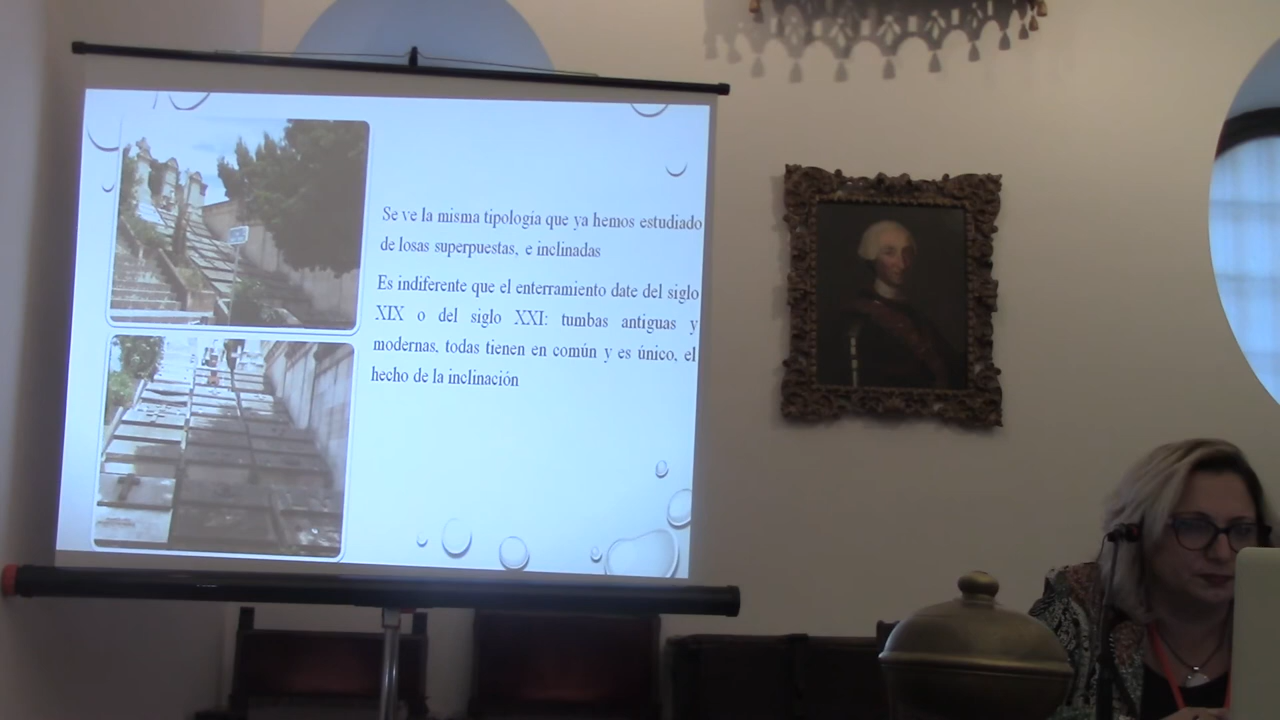 Se ve la misma tipología que ya hemos estudiado
de losas superpuestas, e inclinadas
Es indiferente que el enterramiento date del siglo
XIX o del siglo XXI: tumbas antiguas y
modernas, todas tienen en común y es único, el
hecho de la inclinación